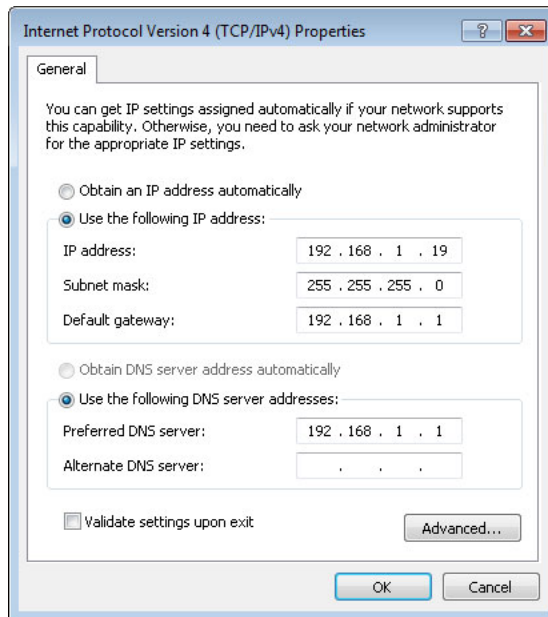 Internet Protocol Version 4 (TCP/IPv4) Properties
General
You can get IP settings assigned automatically if your network supports
this capability. Otherwise, you need to ask your network administrator
for the appropriate IP settings.
Obtain an IP address automatically
Use the following IP address:
IP address: 192 . 168 . 1 . 19
Subnet mask: 255 . 255 . 255 . 0
Default gateway: 192 . 168 . 1 . 1
Obtain DNS server address automatically
Use the following DNS server addresses:
Preferred DNS server: 192 . 168 . 1 . 1
Alternate DNS server: . . .
Validate settings upon exit
Advanced...
OK Cancel